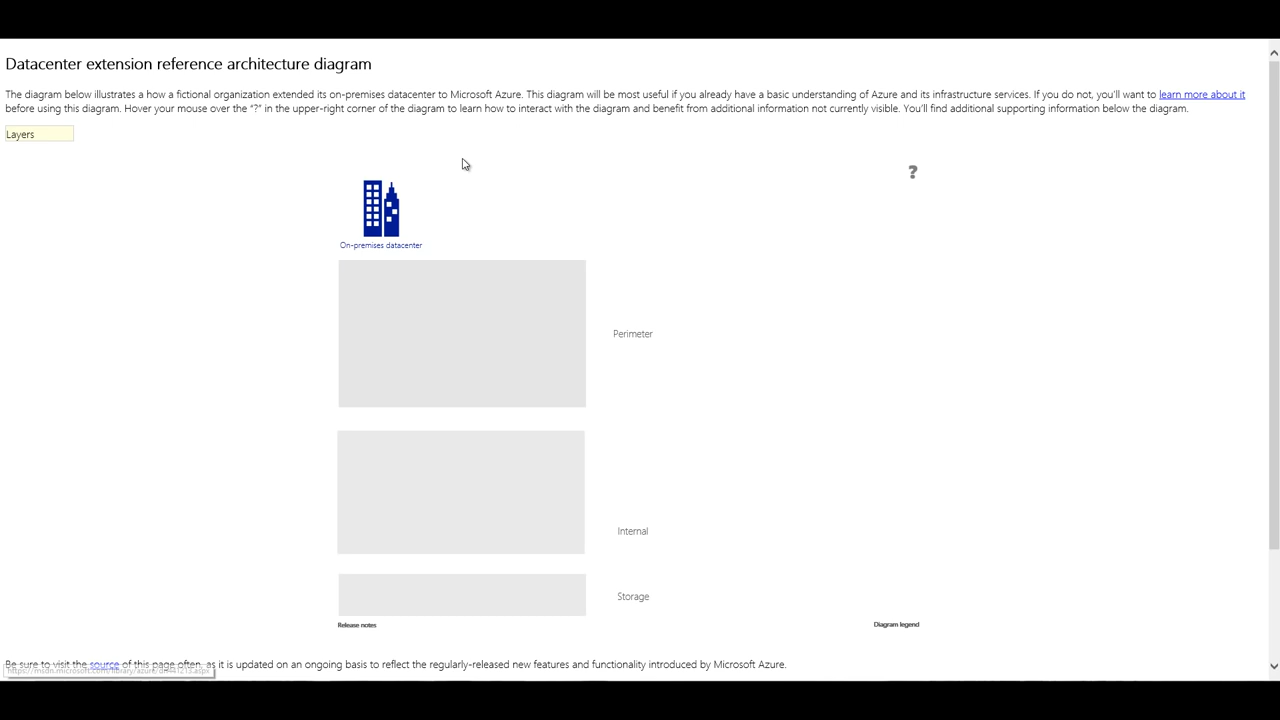 Datacenter extension reference architecture diagram
The diagram below illustrates a how a fictional organization extended its on-premises datacenter to Microsoft Azure. This diagram will be most useful if you already have a basic understanding of Azure and its infrastructure services. If you do not, you'll want to learn more about it
before using this diagram. Hover your mouse over the "?" in the upper-right corner of the diagram to learn how to interact with the diagram and benefit from additional information not currently visible. You'll find additional supporting information below the diagram.
Layers
?
On-premises datacenter
Perimeter
Internal
Storage
Release notes
Diagram legend
Be sure to visit the source of this page often, as it is updated on an ongoing basis to reflect the regularly-released new features and functionality introduced by Microsoft Azure.